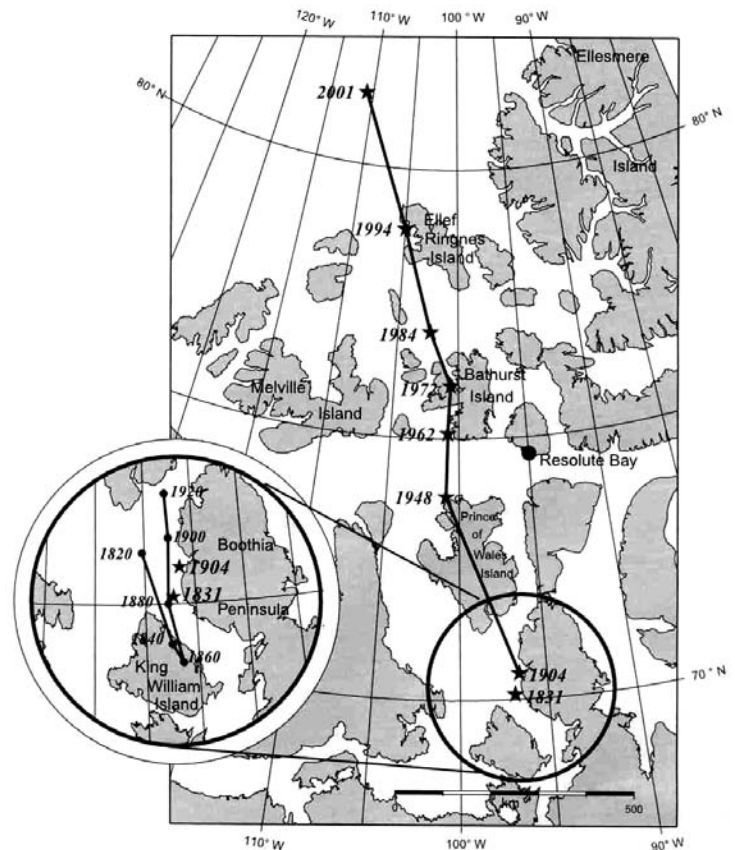 120° W
110° W
100° W
90° W
Ellesmere
80° N
2001
80° N
Island
1994
Ellef
Ringnes
Island
1984
Melville
Island
1972
Bathurst
Island
1962
Resolute Bay
1948
Prince
of
Wales
Island
1920
1900
1820
Boothia
1904
1831
1880
Peninsula
1840
1860
King
William
Island
1904
1831
70° N
0
km
500
110° W
100° W
90° W